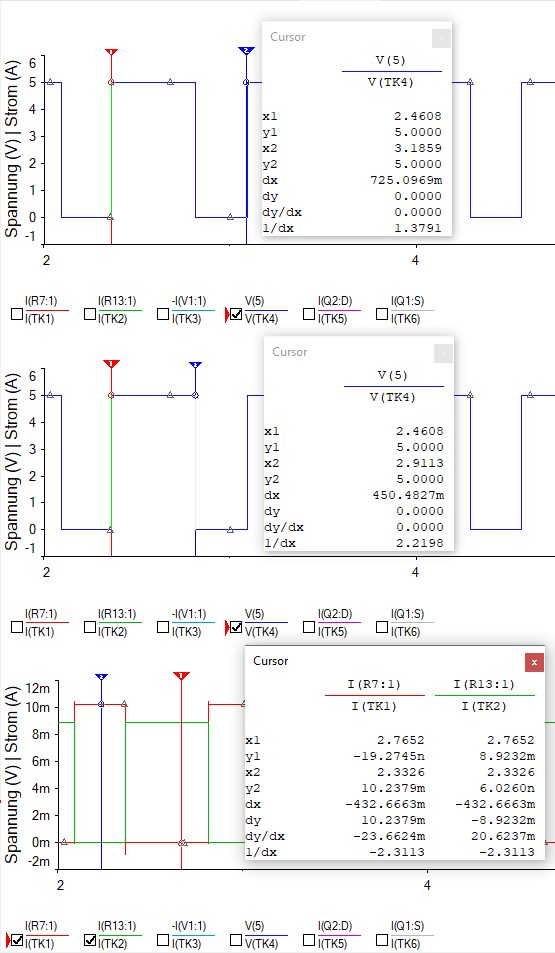 Cursor x
V(5)
V(TK4)
x1 2.4608
y1 5.0000
x2 3.1859
y2 5.0000
dx 725.0969m
dy 0.0000
dy/dx 0.0000
1/dx 1.3791
Spannung (V) | Strom (A)
6
5
4
3
2
1
0
-1
2 4
I(R7:1) I(R13:1) -I(V1:1) V(5) I(Q2:D) I(Q1:S)
I(TK1) I(TK2) I(TK3) V(TK4) I(TK5) I(TK6)
Cursor x
V(5)
V(TK4)
x1 2.4608
y1 5.0000
x2 2.9113
y2 5.0000
dx 450.4827m
dy 0.0000
dy/dx 0.0000
1/dx 2.2198
Spannung (V) | Strom (A)
6
5
4
3
2
1
0
-1
2 4
I(R7:1) I(R13:1) -I(V1:1) V(5) I(Q2:D) I(Q1:S)
I(TK1) I(TK2) I(TK3) V(TK4) I(TK5) I(TK6)
Cursor x
I(R7:1) I(R13:1)
I(TK1) I(TK2)
x1 2.7652 2.7652
y1 -19.2745n 8.9232m
x2 2.3326 2.3326
y2 10.2379m 6.0260n
dx -432.6663m -432.6663m
dy 10.2379m -8.9232m
dy/dx -23.6624m 20.6237m
1/dx -2.3113 -2.3113
Spannung (V) | Strom (A)
12m
10m
8m
6m
4m
2m
0m
-2m
2 4
I(R7:1) I(R13:1) -I(V1:1) V(5) I(Q2:D) I(Q1:S)
I(TK1) I(TK2) I(TK3) V(TK4) I(TK5) I(TK6)